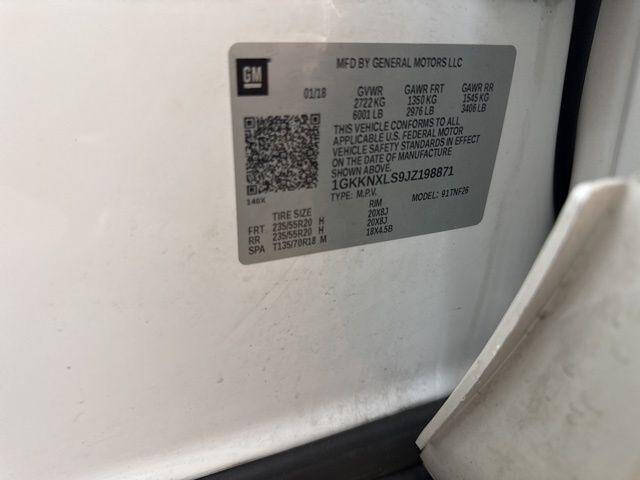 GM
MFD BY GENERAL MOTORS LLC
01/18
GVWR GAWR FRT GAWR RR
2722 KG 1350 KG 1545 KG
6001 LB 2976 LB 3406 LB
THIS VEHICLE CONFORMS TO ALL
APPLICABLE U.S. FEDERAL MOTOR
VEHICLE SAFETY STANDARDS IN EFFECT
ON THE DATE OF MANUFACTURE
SHOWN ABOVE.
1GKKNXLS9JZ198871
TYPE: M.P.V. MODEL: 91TNF26
140X
TIRE SIZE RIM
FRT 235/55R20 H 20X8J
RR 235/55R20 H 20X8J
SPA T135/70R18 M 18X4.5B